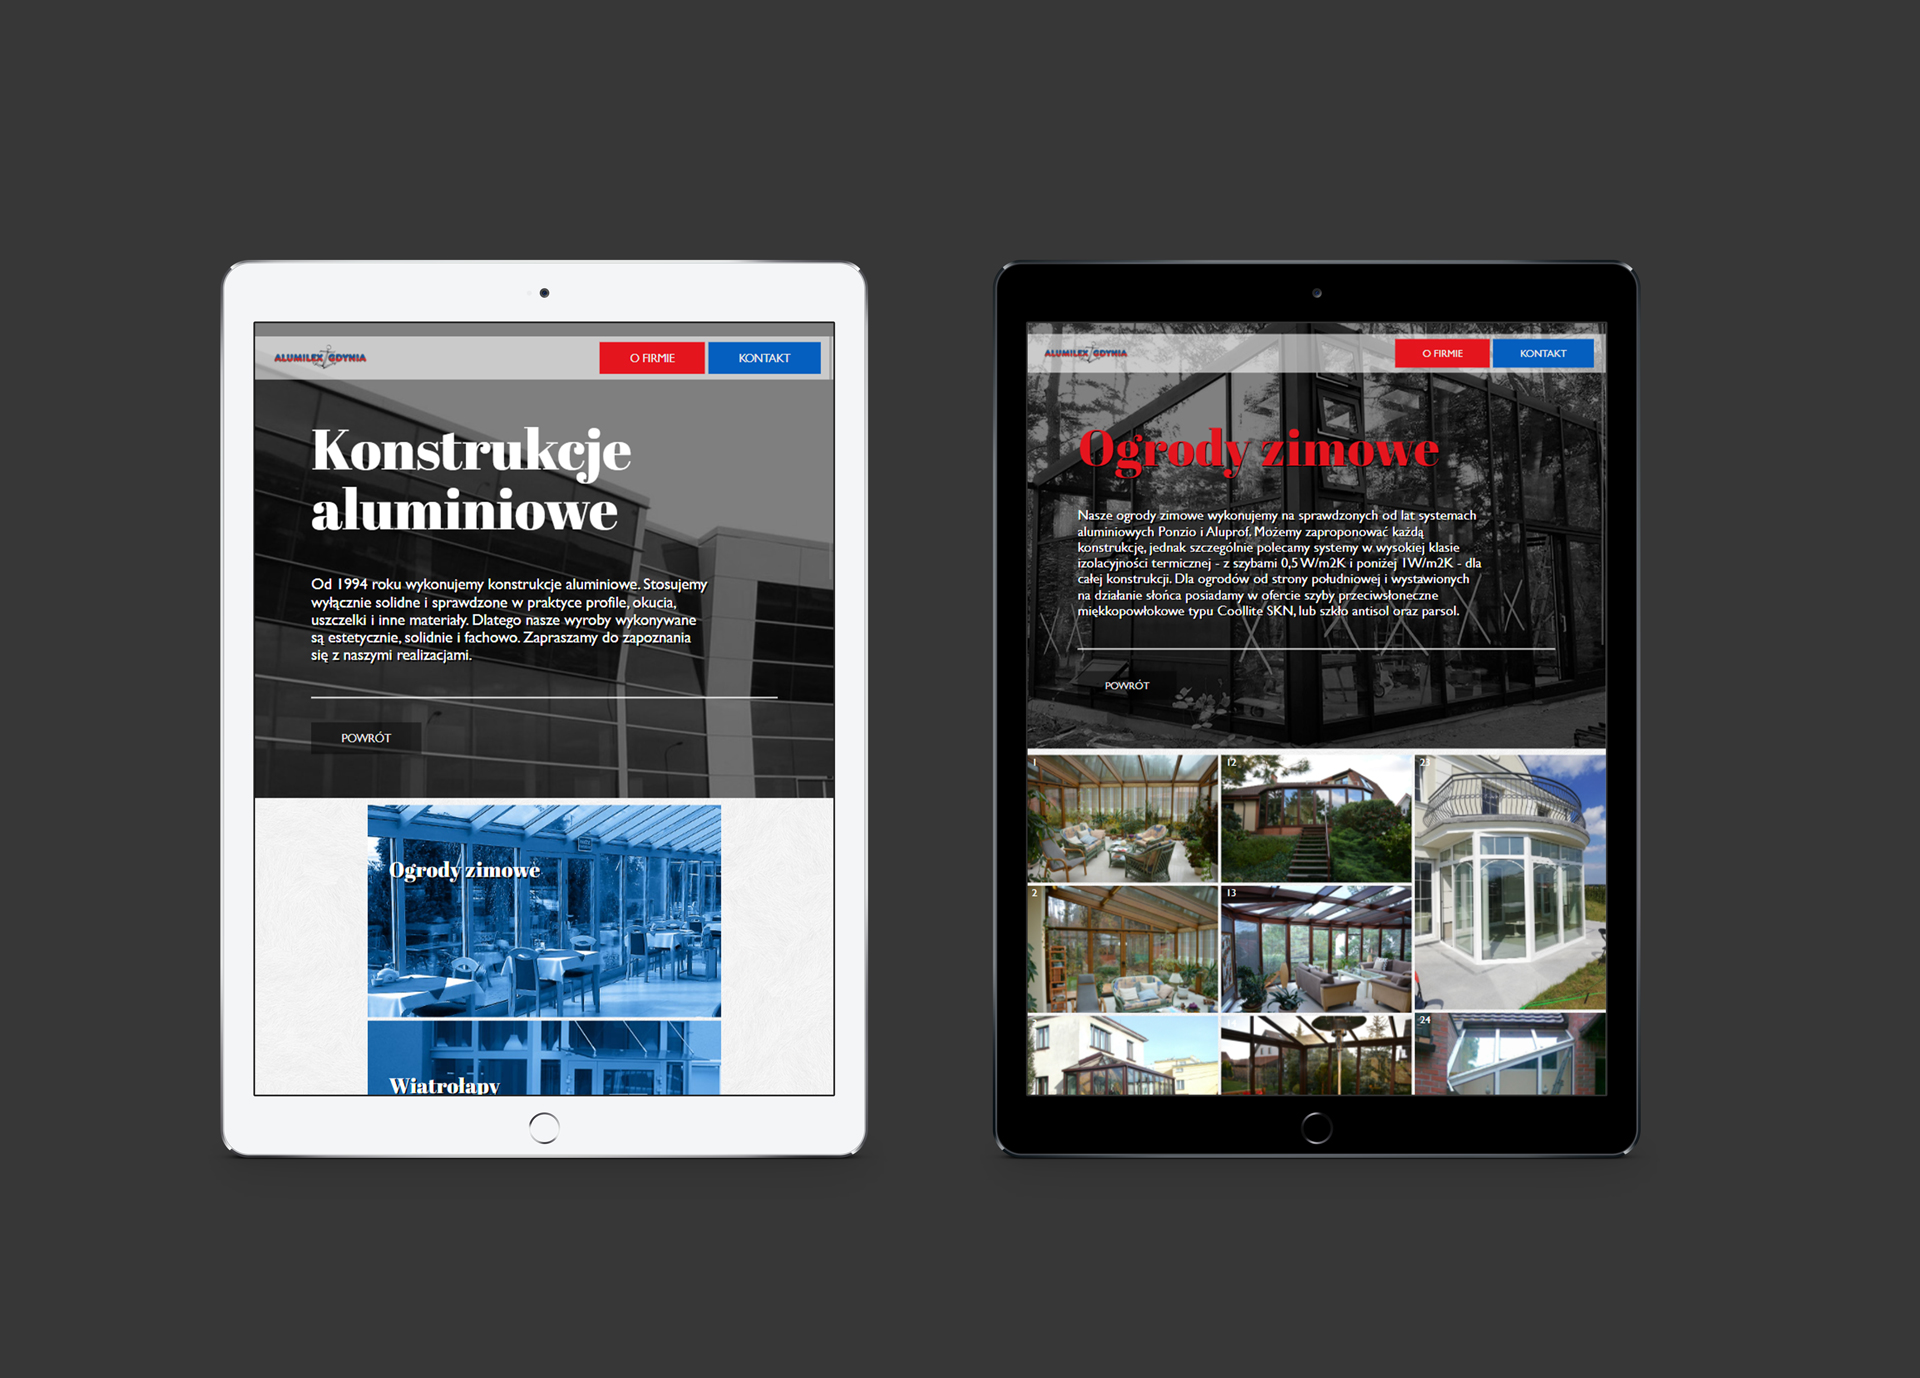 ALUMILEX GDYNIA
O FIRMIE
KONTAKT
Konstrukcje
aluminiowe
Od 1994 roku wykonujemy konstrukcje aluminiowe. Stosujemy
wyłącznie solidne i sprawdzone w praktyce profile, okucia,
uszczelki i inne materiały. Dlatego nasze wyroby wykonywane
są estetycznie, solidnie i fachowo. Zapraszamy do zapoznania
się z naszymi realizacjami.
POWRÓT
Ogrody zimowe
Wiatrołapy
ALUMILEX GDYNIA
O FIRMIE
KONTAKT
Ogrody zimowe
Nasze ogrody zimowe wykonujemy na sprawdzonych od lat systemach
aluminiowych Ponzio i Aluprof. Możemy zaproponować każdą
konstrukcję, jednak szczególnie polecamy systemy w wysokiej klasie
izolacyjności termicznej - z szybami 0,5 W/m2K i poniżej 1W/m2K - dla
całej konstrukcji. Dla ogrodów od strony południowej i wystawionych
na działanie słońca posiadamy w ofercie szyby przeciwsłoneczne
miękkopowłokowe typu Coollite SKN, lub szkło antisol oraz parsol.
POWRÓT
1
12
23
2
13
24